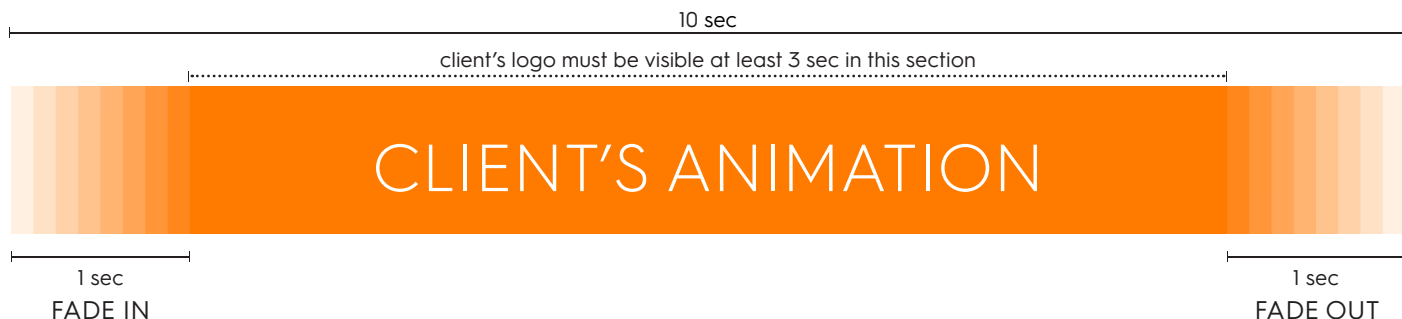 10 sec
client’s logo must be visible at least 3 sec in this section
CLIENT’S ANIMATION
1 sec
FADE IN
1 sec
FADE OUT